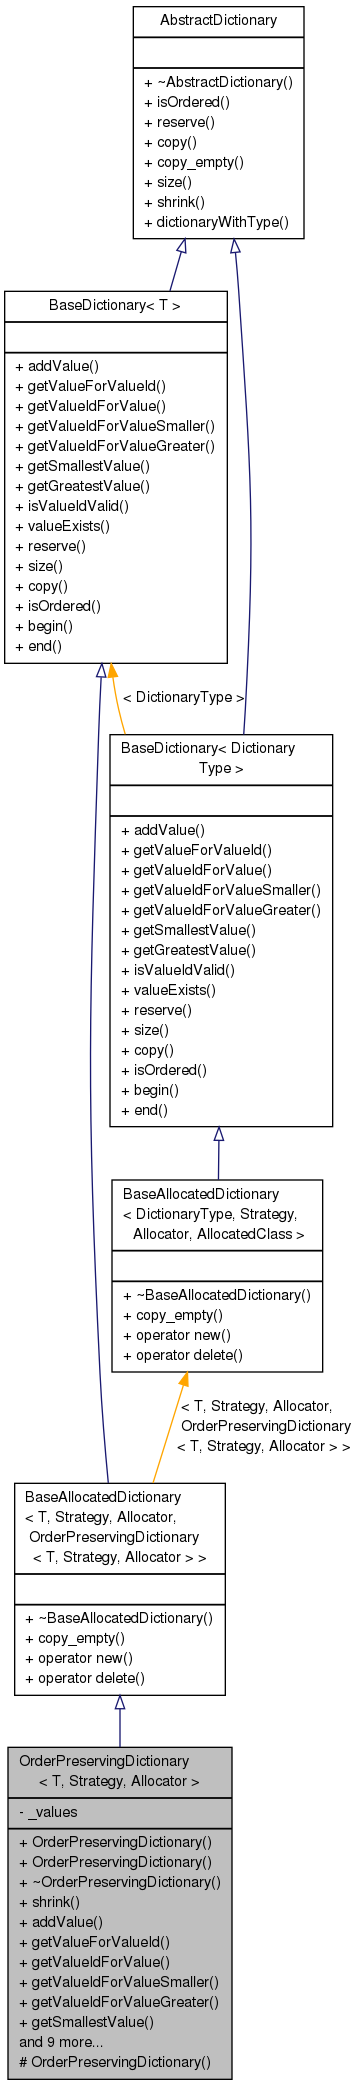 AbstractDictionary
+ ~AbstractDictionary()
+ isOrdered()
+ reserve()
+ copy()
+ copy_empty()
+ size()
+ shrink()
+ dictionaryWithType()
BaseDictionary< T >
+ addValue()
+ getValueForValueId()
+ getValueIdForValue()
+ getValueIdForValueSmaller()
+ getValueIdForValueGreater()
+ getSmallestValue()
+ getGreatestValue()
+ isValueIdValid()
+ valueExists()
+ reserve()
+ size()
+ copy()
+ isOrdered()
+ begin()
+ end()
< DictionaryType >
BaseDictionary< Dictionary
Type >
+ addValue()
+ getValueForValueId()
+ getValueIdForValue()
+ getValueIdForValueSmaller()
+ getValueIdForValueGreater()
+ getSmallestValue()
+ getGreatestValue()
+ isValueIdValid()
+ valueExists()
+ reserve()
+ size()
+ copy()
+ isOrdered()
+ begin()
+ end()
BaseAllocatedDictionary
< DictionaryType, Strategy,
Allocator, AllocatedClass >
+ ~BaseAllocatedDictionary()
+ copy_empty()
+ operator new()
+ operator delete()
< T, Strategy, Allocator,
OrderPreservingDictionary
< T, Strategy, Allocator > >
BaseAllocatedDictionary
< T, Strategy, Allocator,
OrderPreservingDictionary
< T, Strategy, Allocator > >
+ ~BaseAllocatedDictionary()
+ copy_empty()
+ operator new()
+ operator delete()
OrderPreservingDictionary
< T, Strategy, Allocator >
- _values
+ OrderPreservingDictionary()
+ OrderPreservingDictionary()
+ ~OrderPreservingDictionary()
+ shrink()
+ addValue()
+ getValueForValueId()
+ getValueIdForValue()
+ getValueIdForValueSmaller()
+ getValueIdForValueGreater()
+ getSmallestValue()
and 9 more...
# OrderPreservingDictionary()